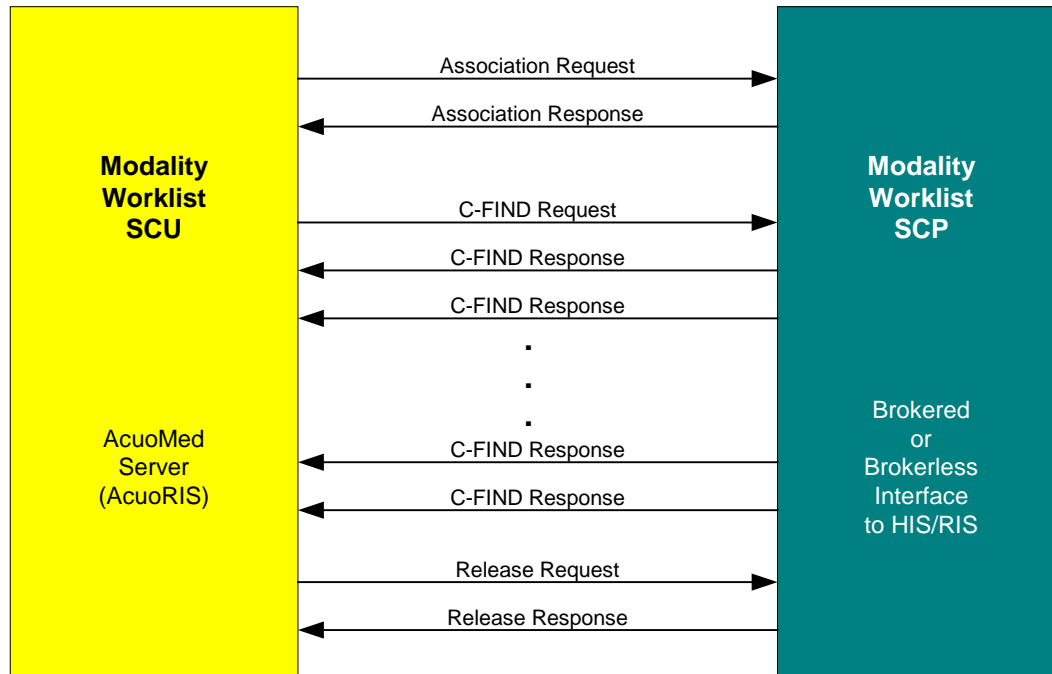 Modality
Worklist
SCU
AcuoMed
Server
(AcuoRIS)
Association Request
Association Response
C-FIND Request
C-FIND Response
C-FIND Response
.
.
.
C-FIND Response
C-FIND Response
Release Request
Release Response
Modality
Worklist
SCP
Brokered
or
Brokerless
Interface
to HIS/RIS